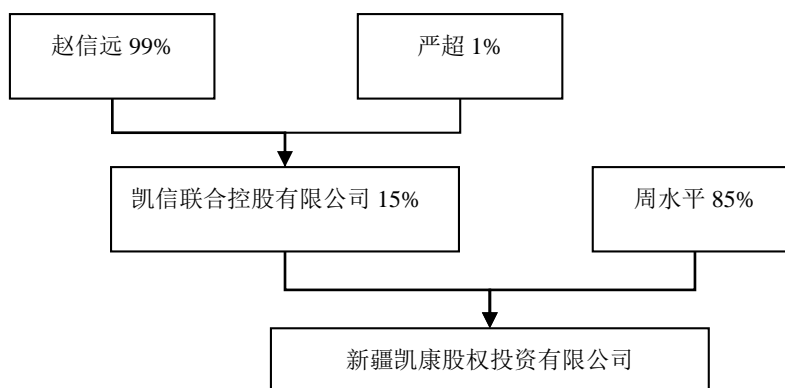 赵信远 99%
严超 1%
凯信联合控股有限公司 15%
周水平 85%
新疆凯康股权投资有限公司